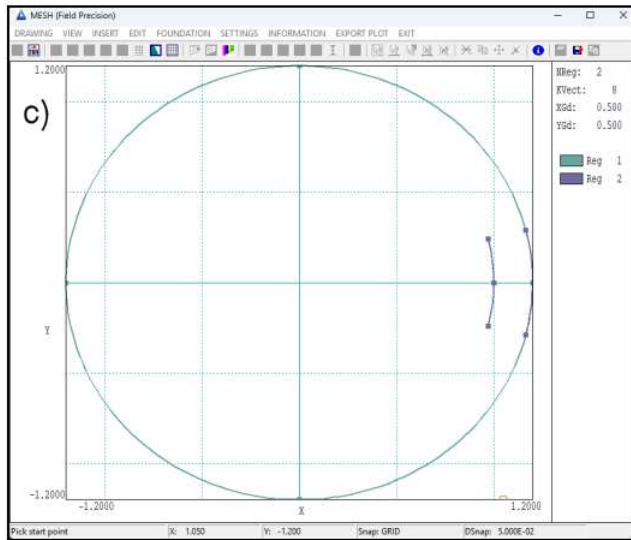 MESH (Field Precision)
DRAWING VIEW INSERT EDIT FOUNDATION SETTINGS INFORMATION EXPORT PLOT EXIT
1.2000
c)
Y
-1.2000
-1.2000
X
1.2000
NReg: 2
KVect: 8
XGd: 0.500
YGd: 0.500
Reg 1
Reg 2
Pick start point X: 1.050 Y: -1.200 Snap: GRID DSnap: 5.000E-02